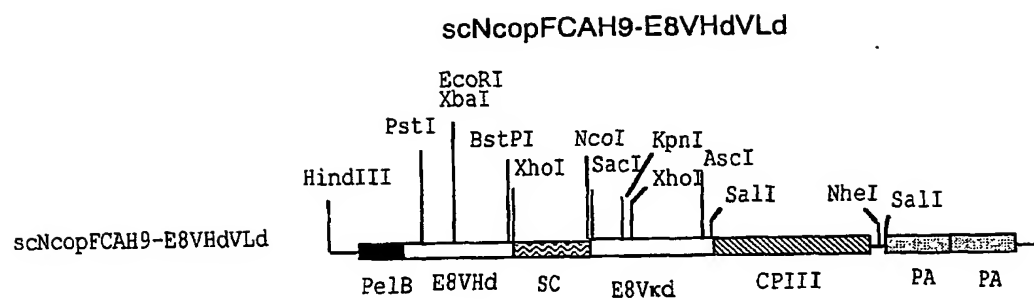 scNcopFCAH9-E8VHdVLd
EcoRI
XbaI
PstI
BstPI
NcoI
KpnI
HindIII
XhoI
SacI
XhoI
AscI
SalI
NheI
SalI
scNcopFCAH9-E8VHdVLd
PelB
E8VHd
SC
E8Vκd
CPIII
PA
PA